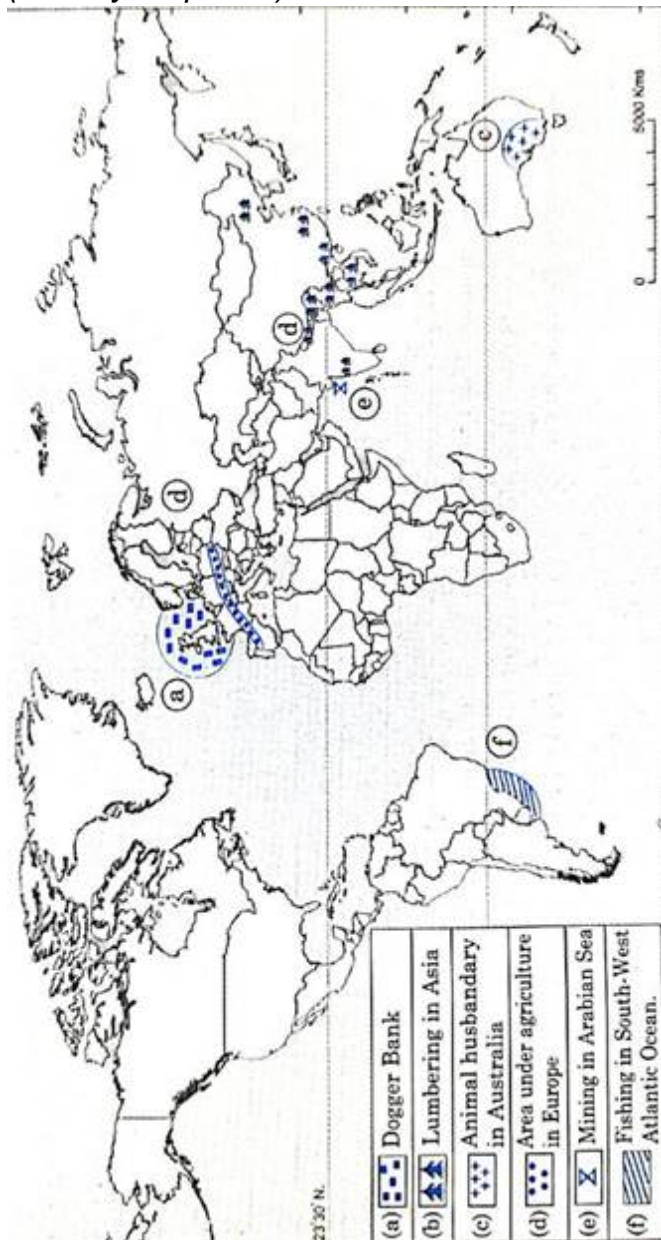 a
d
d
c
e
f
23°30' N.
0 5000 Kms
(a) Dogger Bank
(b) Lumbering in Asia
(c) Animal husbandary
in Australia
(d) Area under agriculture
in Europe
(e) Mining in Arabian Sea
(f) Fishing in South-West
Atlantic Ocean.